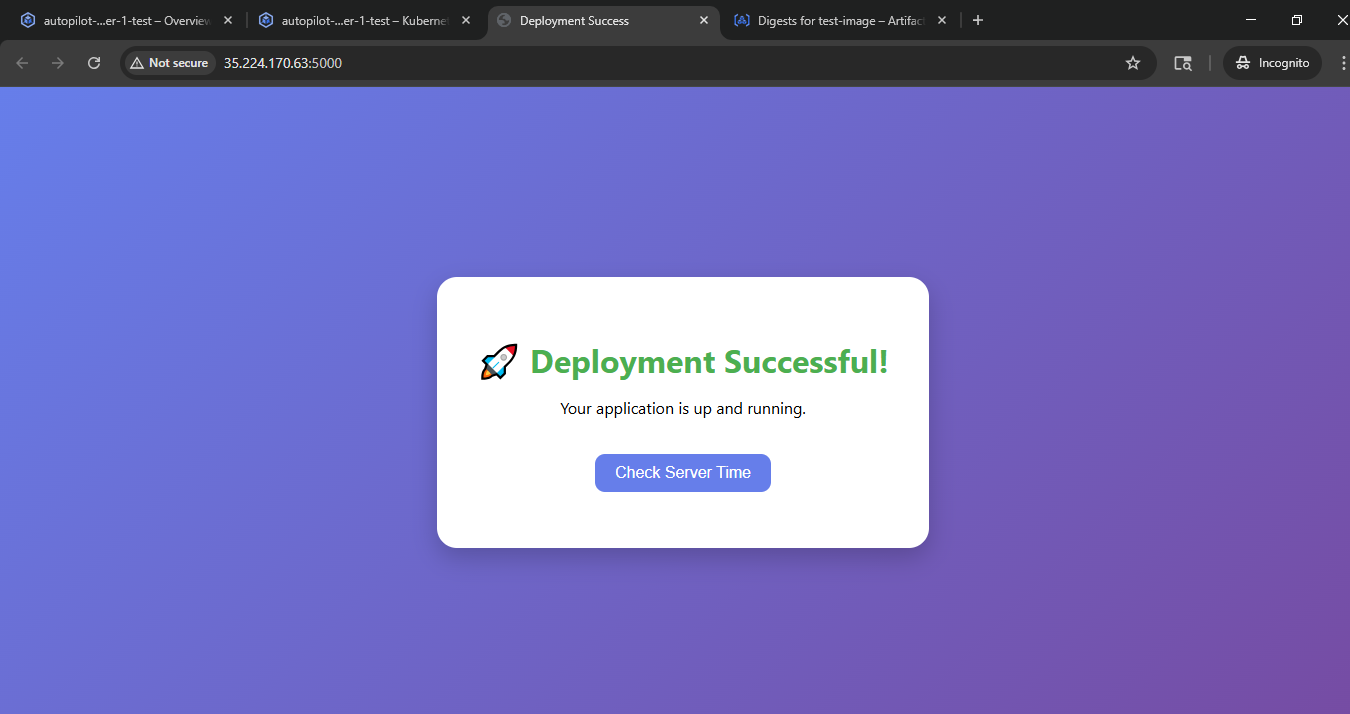 autopilot-...er-1-test – Overview
autopilot-...er-1-test – Kuberne
Deployment Success
Digests for test-image – Artifac
Not secure
35.224.170.63:5000
Incognito
🚀 Deployment Successful!
Your application is up and running.
Check Server Time